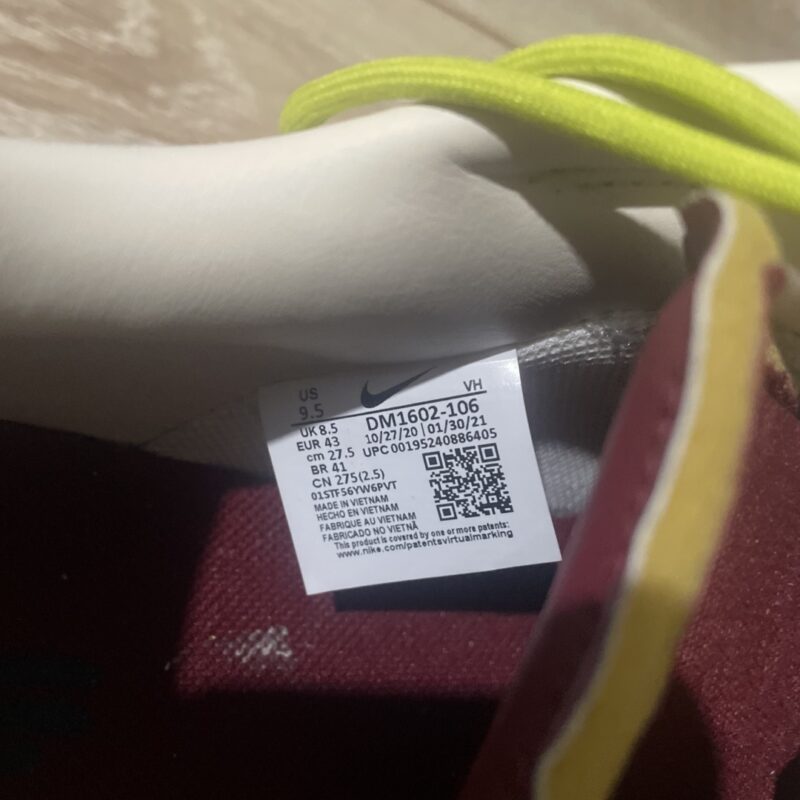 US
9.5
VH
UK 8.5
DM1602-106
EUR 43
10/27/20 | 01/30/21
cm 27.5
UPC 00195240886405
BR 41
CN 275(2.5)
01STF56YW6PVT
MADE IN VIETNAM
HECHO EN VIETNAM
FABRIQUE AU VIETNAM
FABRICADO NO VIETNÃ
This product is covered by one or more patents:
www.nike.com/patentsvirtualmarking